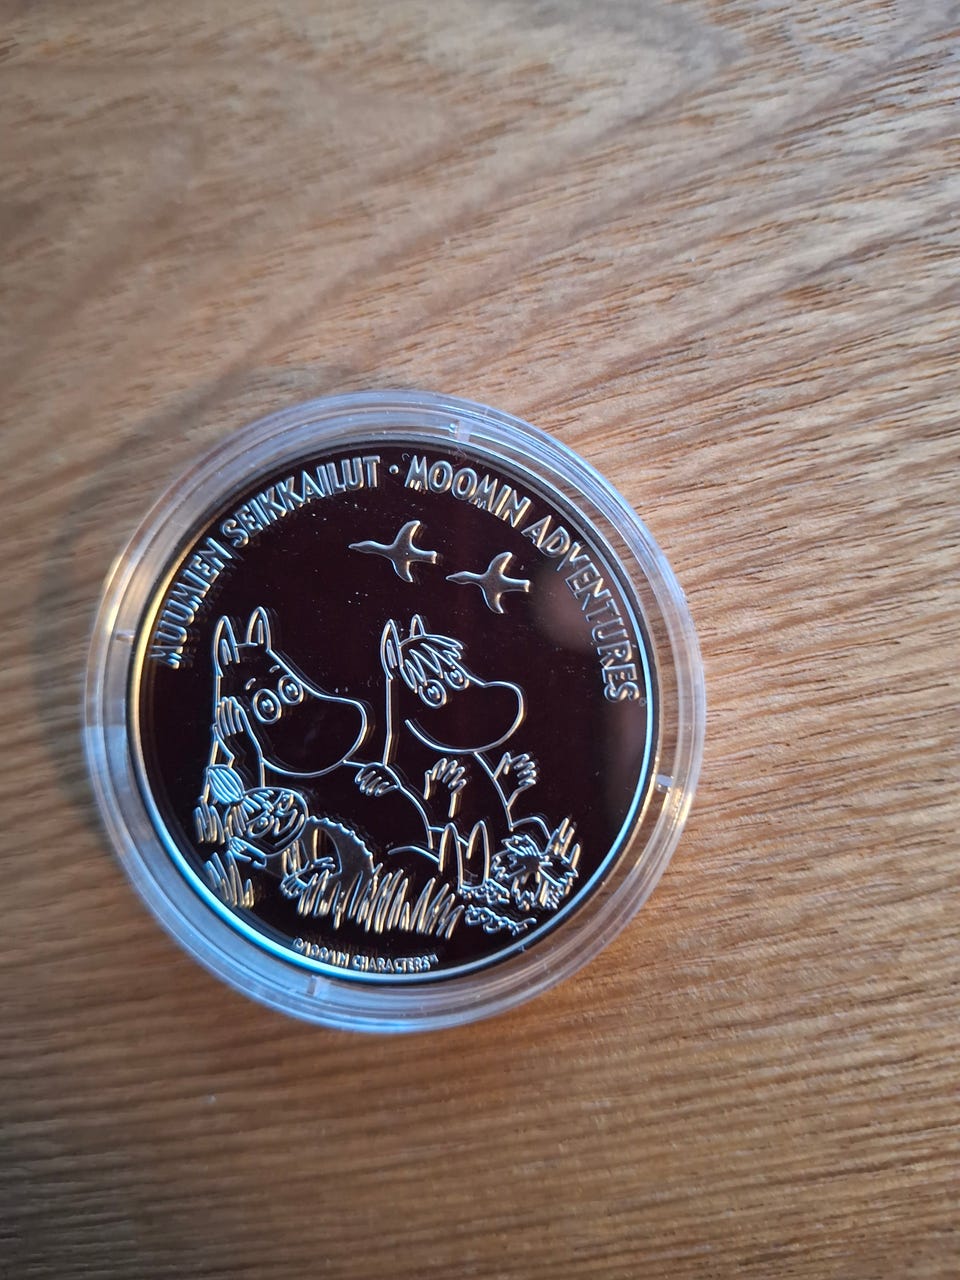 MUUMIEN SEIKKAILUT · MOOMIN ADVENTURES
© MOOMIN CHARACTERS™